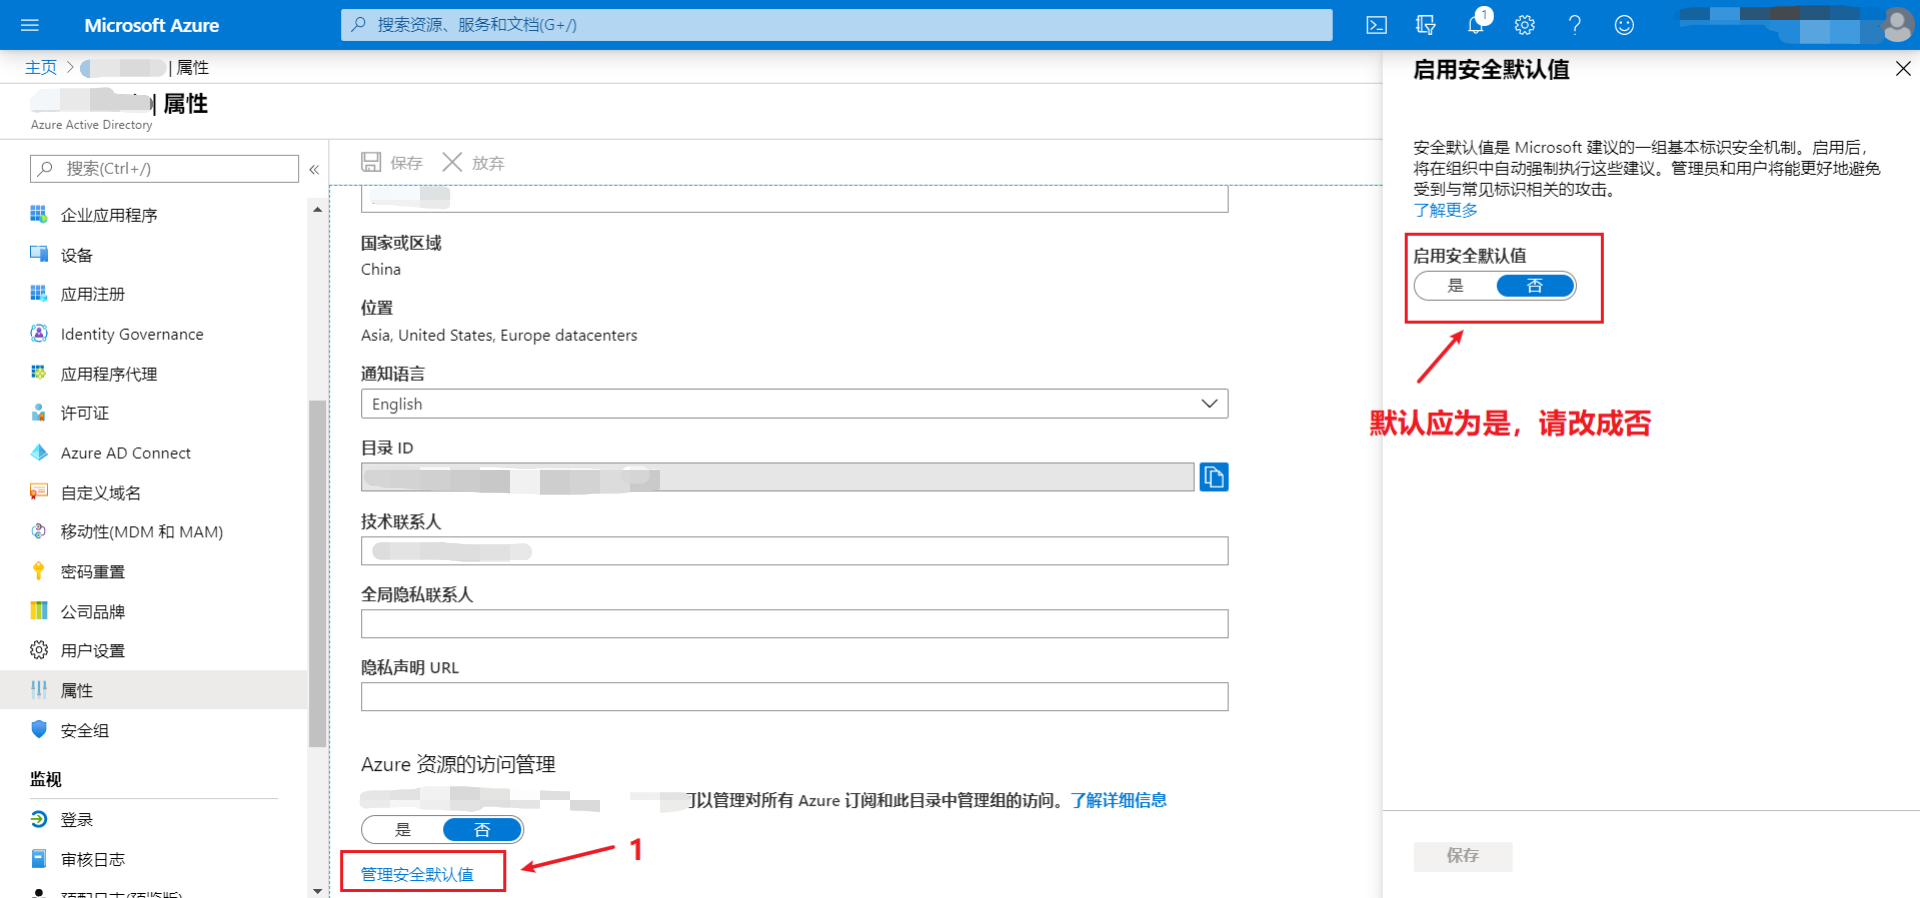 Microsoft Azure
搜索资源、服务和文档(G+/)
1
主页
| 属性
| 属性
Azure Active Directory
搜索(Ctrl+/)
«
企业应用程序
设备
应用注册
Identity Governance
应用程序代理
许可证
Azure AD Connect
自定义域名
移动性(MDM 和 MAM)
密码重置
公司品牌
用户设置
属性
安全组
监视
登录
审核日志
预配日志(预览版)
保存
放弃
国家或区域
China
位置
Asia, United States, Europe datacenters
通知语言
English
目录 ID
技术联系人
全局隐私联系人
隐私声明 URL
Azure 资源的访问管理
可以管理对所有 Azure 订阅和此目录中管理组的访问。了解详细信息
是 否
管理安全默认值
1
启用安全默认值
安全默认值是 Microsoft 建议的一组基本标识安全机制。启用后，
将在组织中自动强制执行这些建议。管理员和用户将能更好地避免
受到与常见标识相关的攻击。
了解更多
启用安全默认值
是 否
默认应为是，请改成否
保存